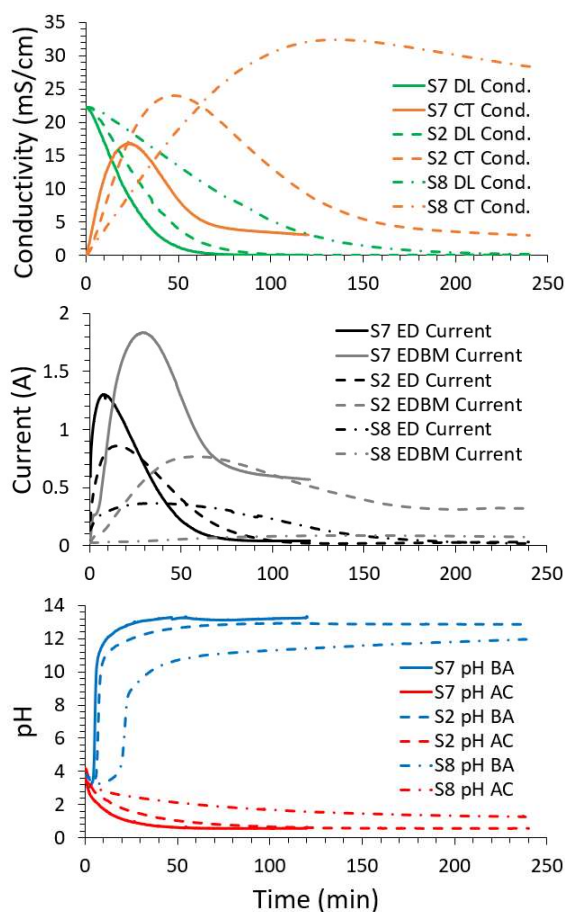 Conductivity (mS/cm)
35
30
25
20
15
10
5
0
S7 DL Cond.
S7 CT Cond.
S2 DL Cond.
S2 CT Cond.
S8 DL Cond.
S8 CT Cond.
0 50 100 150 200 250
Current (A)
2
1.5
1
0.5
0
S7 ED Current
S7 EDBM Current
S2 ED Current
S2 EDBM Current
S8 ED Current
S8 EDBM Current
0 50 100 150 200 250
pH
14
12
10
8
6
4
2
0
S7 pH BA
S7 pH AC
S2 pH BA
S2 pH AC
S8 pH BA
S8 pH AC
0 50 100 150 200 250
Time (min)